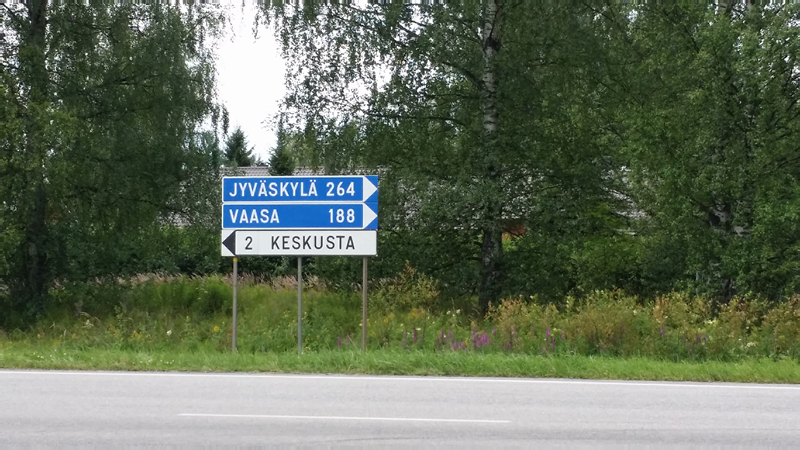 JYVÄSKYLÄ 264
VAASA 188
2 KESKUSTA